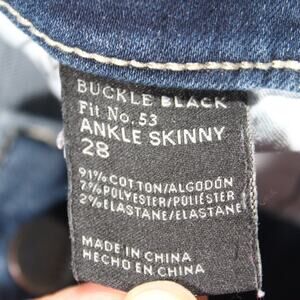 BUCKLE BLACK
Fit No. 53
ANKLE SKINNY
28
91% COTTON/ALGODÓN
7% POLYESTER/POLIÉSTER
2% ELASTANE/ELASTANE
MADE IN CHINA
HECHO EN CHINA